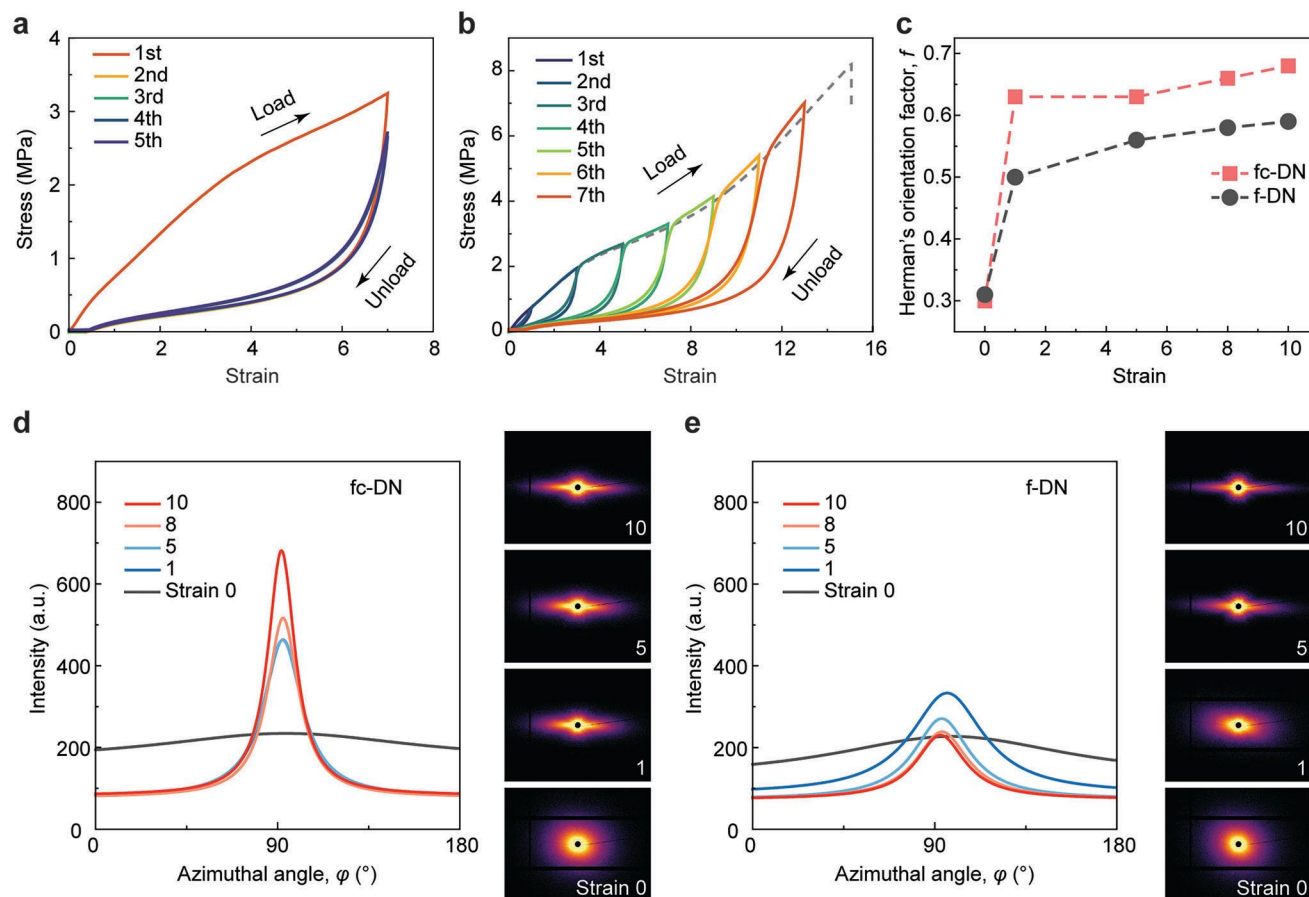 a
4
3
2
1
0
0
2
4
6
8
Stress (MPa)
Strain
1st
2nd
3rd
4th
5th
Load
Unload
b
8
6
4
2
0
0
4
8
12
16
Stress (MPa)
Strain
1st
2nd
3rd
4th
5th
6th
7th
Load
Unload
c
0.7
0.5
0.4
0.3
0
2
4
6
8
10
Herman's orientation factor, f
Strain
fc-DN
f-DN
d
800
600
400
200
0
0
90
180
Intensity (a.u.)
Azimuthal angle, φ (°)
fc-DN
10
8
5
1
Strain 0
10
5
1
Strain 0
e
800
600
400
200
0
0
90
180
Intensity (a.u.)
Azimuthal angle, φ (°)
f-DN
10
8
5
1
Strain 0
10
5
1
Strain 0